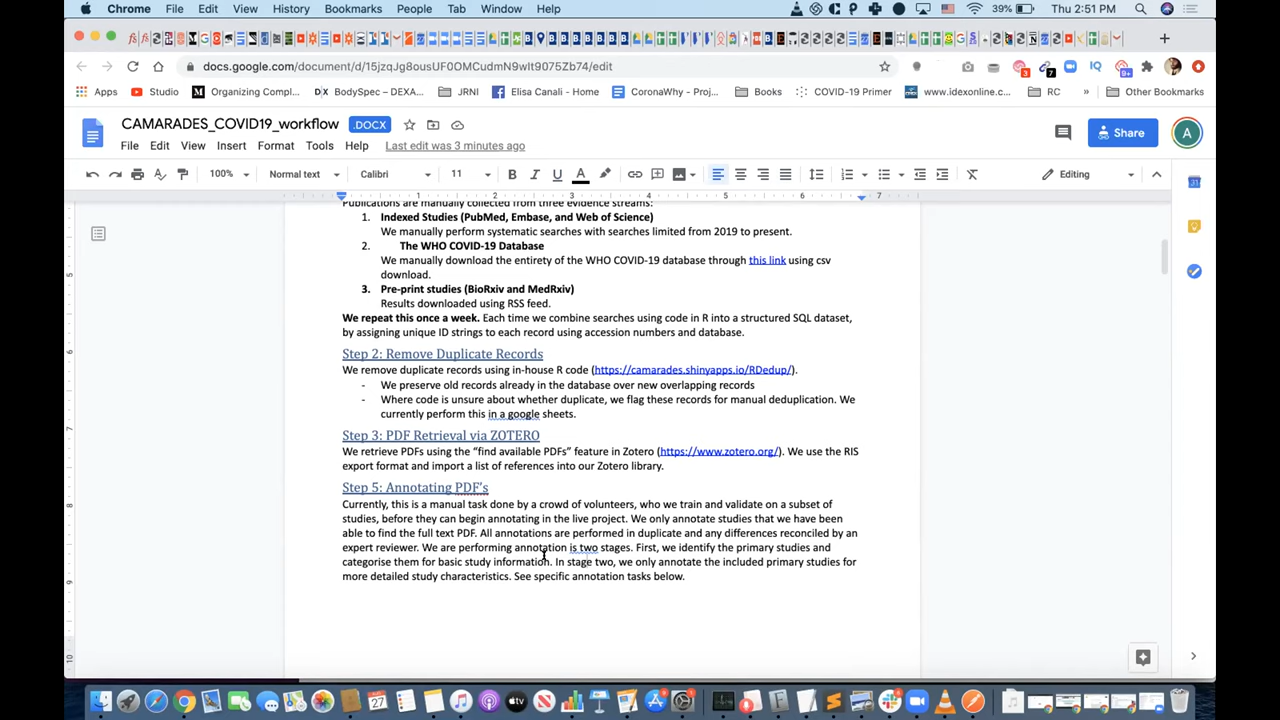 Chrome File Edit View History Bookmarks People Tab Window Help 39% Thu 2:51 PM
docs.google.com/document/d/15jzqJg8ousUF0OMCudmN9wIt9075Zb74/edit
3 7 IQ 9+
Apps Studio Organizing Compl... BodySpec – DEXA... JRNI Elisa Canali - Home CoronaWhy - Proj... Books COVID-19 Primer www.idexonline.c... RC » Other Bookmarks
CAMARADES_COVID19_workflow .DOCX Share A
File Edit View Insert Format Tools Help Last edit was 3 minutes ago
100% Normal text Calibri 11 B I U A Editing
1 2 3 4 5 6 7
Publications are manually collected from three evidence streams:
1. Indexed Studies (PubMed, Embase, and Web of Science)
We manually perform systematic searches with searches limited from 2019 to present.
2. The WHO COVID-19 Database
We manually download the entirety of the WHO COVID-19 database through this link using csv
download.
3. Pre-print studies (BioRxiv and MedRxiv)
Results downloaded using RSS feed.
We repeat this once a week. Each time we combine searches using code in R into a structured SQL dataset,
by assigning unique ID strings to each record using accession numbers and database.
Step 2: Remove Duplicate Records
We remove duplicate records using in-house R code (https://camarades.shinyapps.io/RDedup/).
- We preserve old records already in the database over new overlapping records
- Where code is unsure about whether duplicate, we flag these records for manual deduplication. We
currently perform this in a google sheets.
Step 3: PDF Retrieval via ZOTERO
We retrieve PDFs using the “find available PDFs” feature in Zotero (https://www.zotero.org/). We use the RIS
export format and import a list of references into our Zotero library.
Step 5: Annotating PDF’s
Currently, this is a manual task done by a crowd of volunteers, who we train and validate on a subset of
studies, before they can begin annotating in the live project. We only annotate studies that we have been
able to find the full text PDF. All annotations are performed in duplicate and any differences reconciled by an
expert reviewer. We are performing annotation is two stages. First, we identify the primary studies and
categorise them for basic study information. In stage two, we only annotate the included primary studies for
more detailed study characteristics. See specific annotation tasks below.